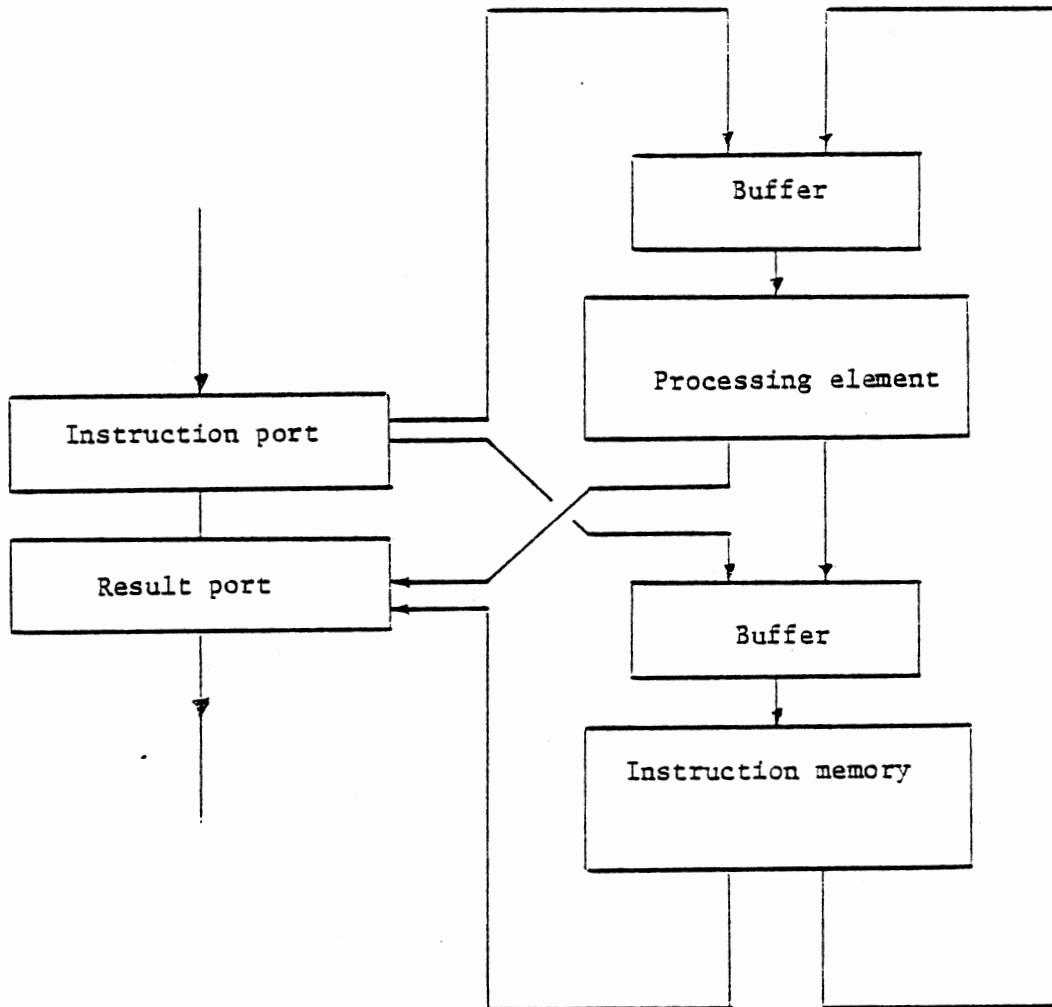 Buffer
Processing element
Instruction port
Result port
Buffer
Instruction memory